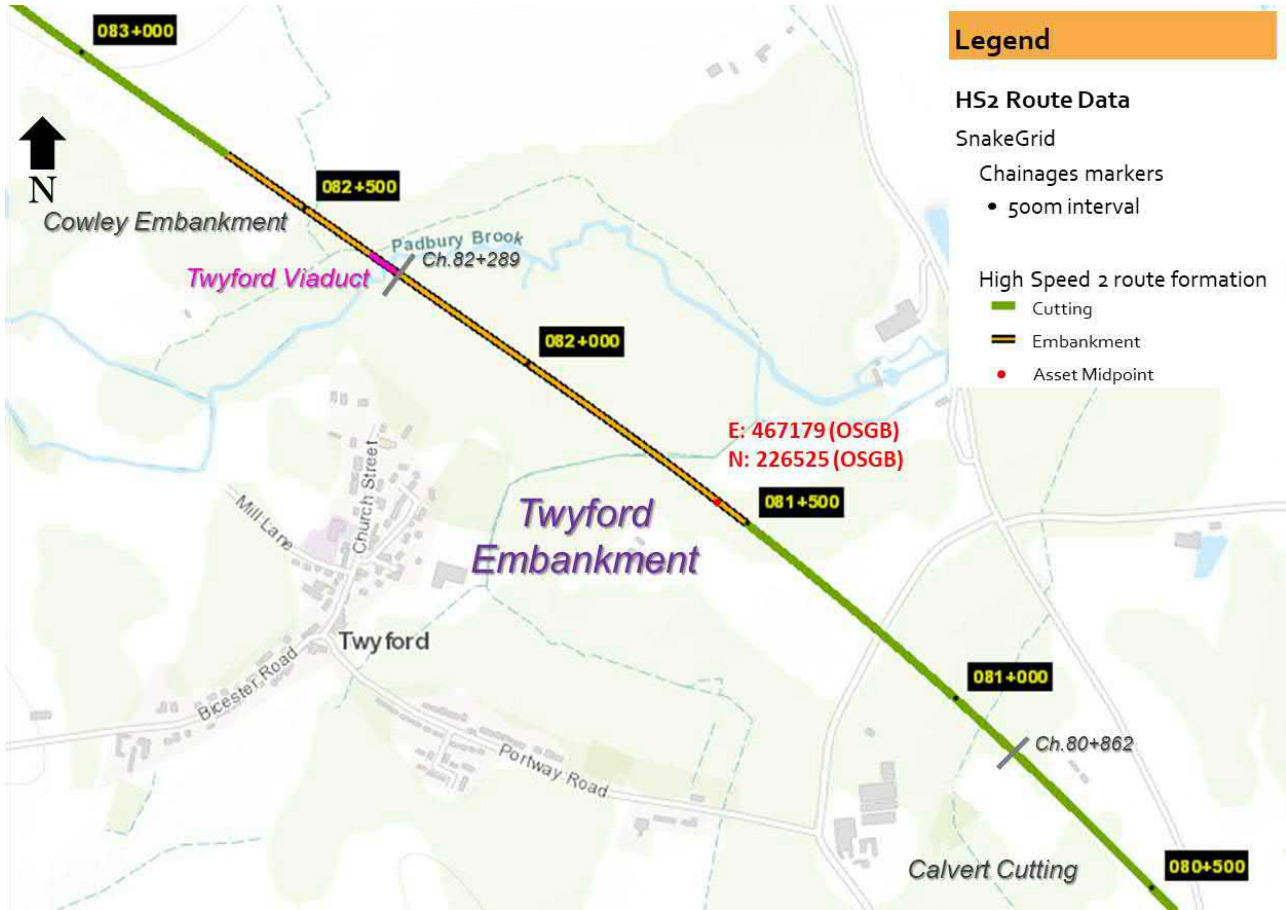 083+000
N
082+500
Cowley Embankment
Padbury Brook
Ch.82+289
Twyford Viaduct
082+000
E: 467179 (OSGB)
N: 226525 (OSGB)
081+500
Twyford
Embankment
Church Street
Mill Lane
Twyford
Bicester Road
Portway Road
081+000
Ch.80+862
Calvert Cutting
080+500
Legend
HS2 Route Data
SnakeGrid
Chainages markers
• 500m interval
High Speed 2 route formation
Cutting
Embankment
Asset Midpoint